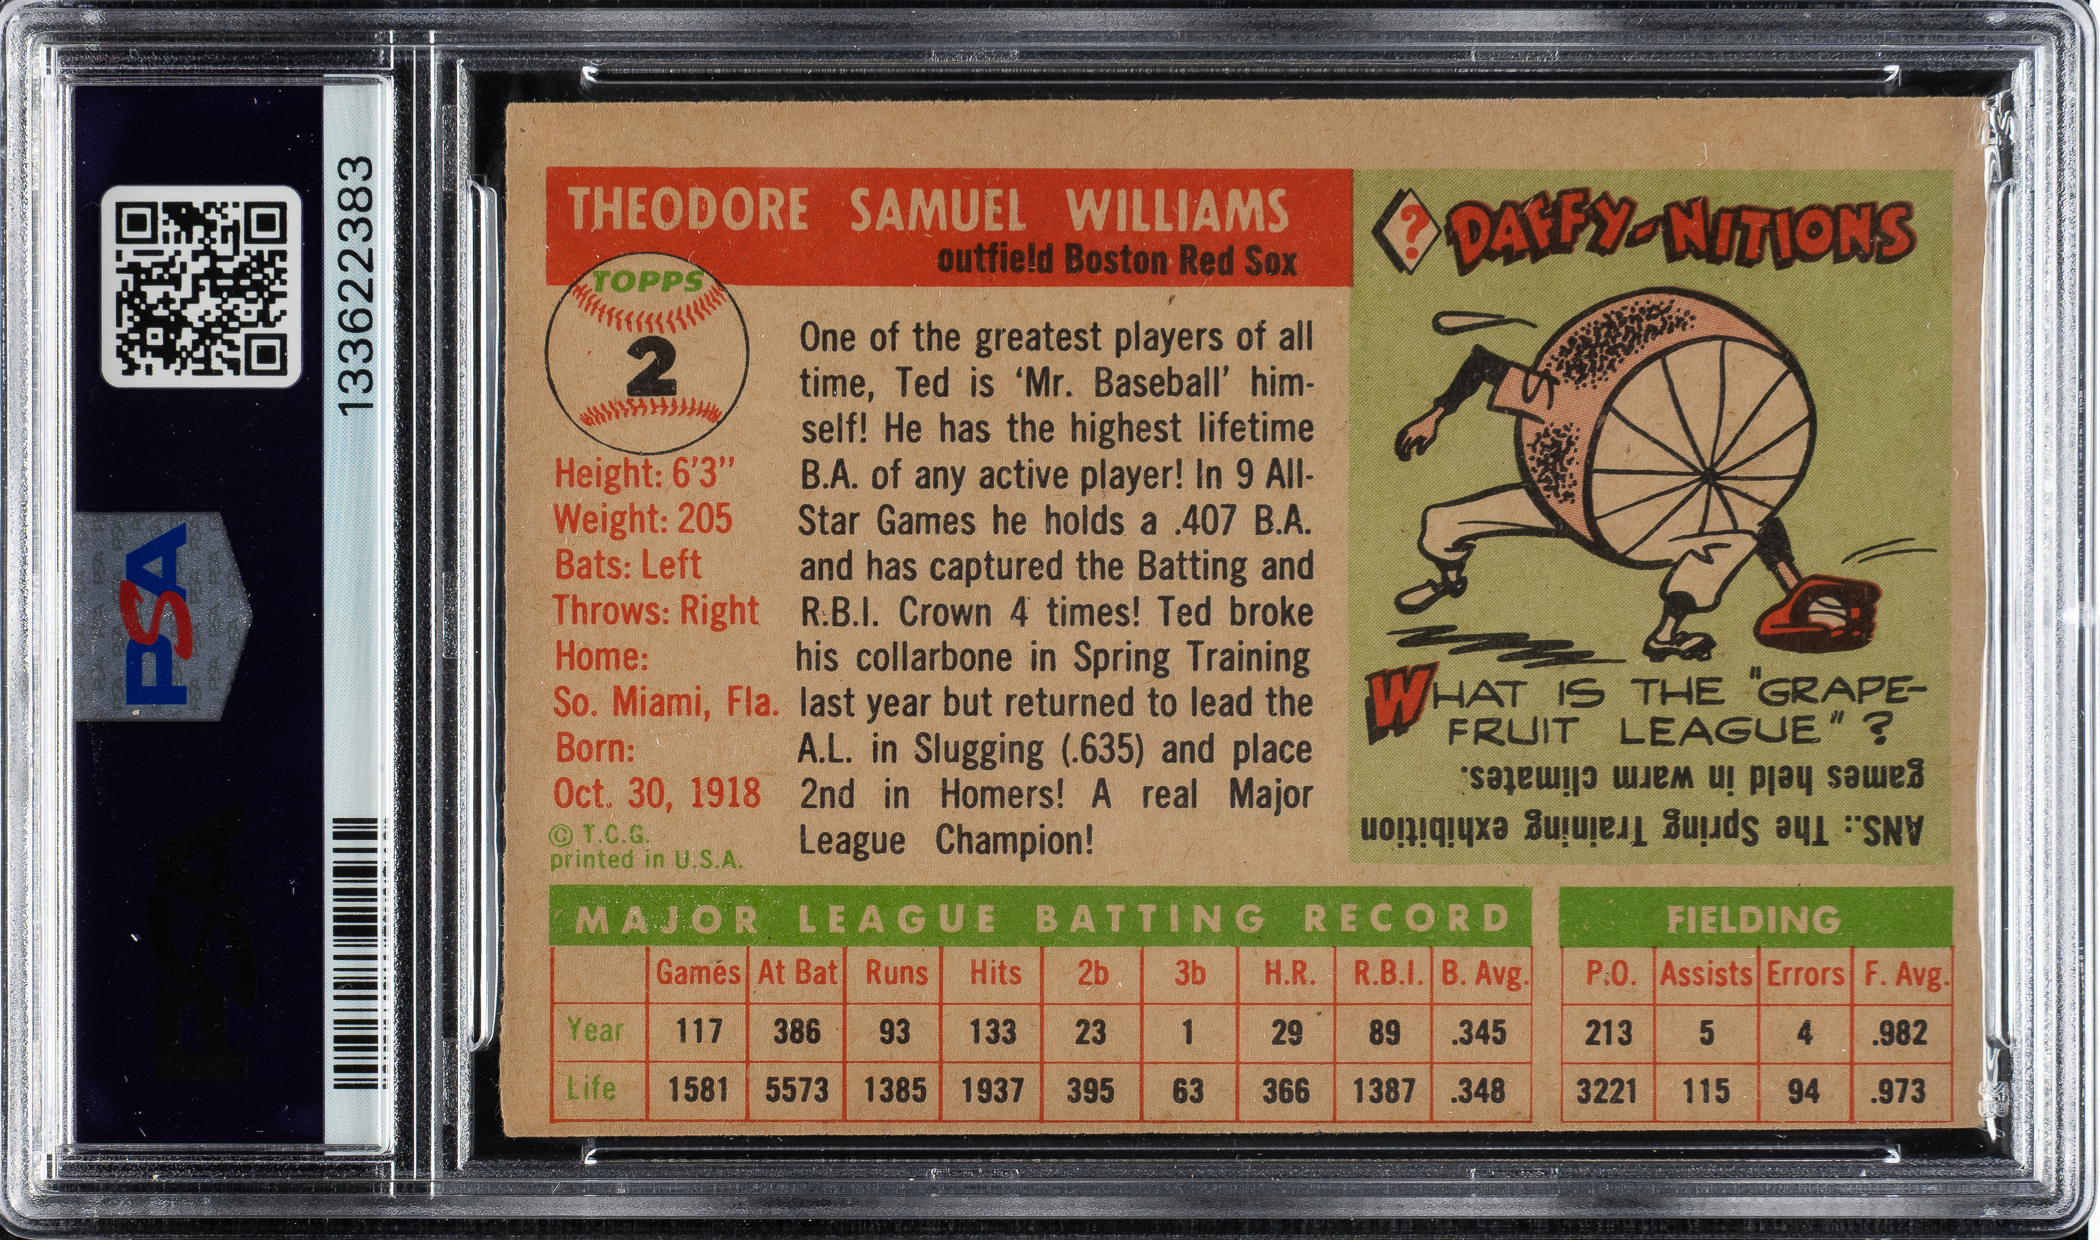 133622383
PSA
PSA
THEODORE SAMUEL WILLIAMS
outfield Boston Red Sox
TOPPS
2
Height: 6'3"
Weight: 205
Bats: Left
Throws: Right
Home:
So. Miami, Fla.
Born:
Oct. 30, 1918
© T.C.G.
printed in U.S.A.
One of the greatest players of all
time, Ted is ‘Mr. Baseball’ him-
self! He has the highest lifetime
B.A. of any active player! In 9 All-
Star Games he holds a .407 B.A.
and has captured the Batting and
R.B.I. Crown 4 times! Ted broke
his collarbone in Spring Training
last year but returned to lead the
A.L. in Slugging (.635) and place
2nd in Homers! A real Major
League Champion!
? DAFFY-NITIONS
WHAT IS THE "GRAPE-
FRUIT LEAGUE"?
ANS.: The Spring Training exhibition
games held in warm climates.
MAJOR LEAGUE BATTING RECORD
Games At Bat Runs Hits 2b 3b H.R. R.B.I. B. Avg.
Year 117 386 93 133 23 1 29 89 .345
Life 1581 5573 1385 1937 395 63 366 1387 .348
FIELDING
P.O. Assists Errors F. Avg.
213 5 4 .982
3221 115 94 .973